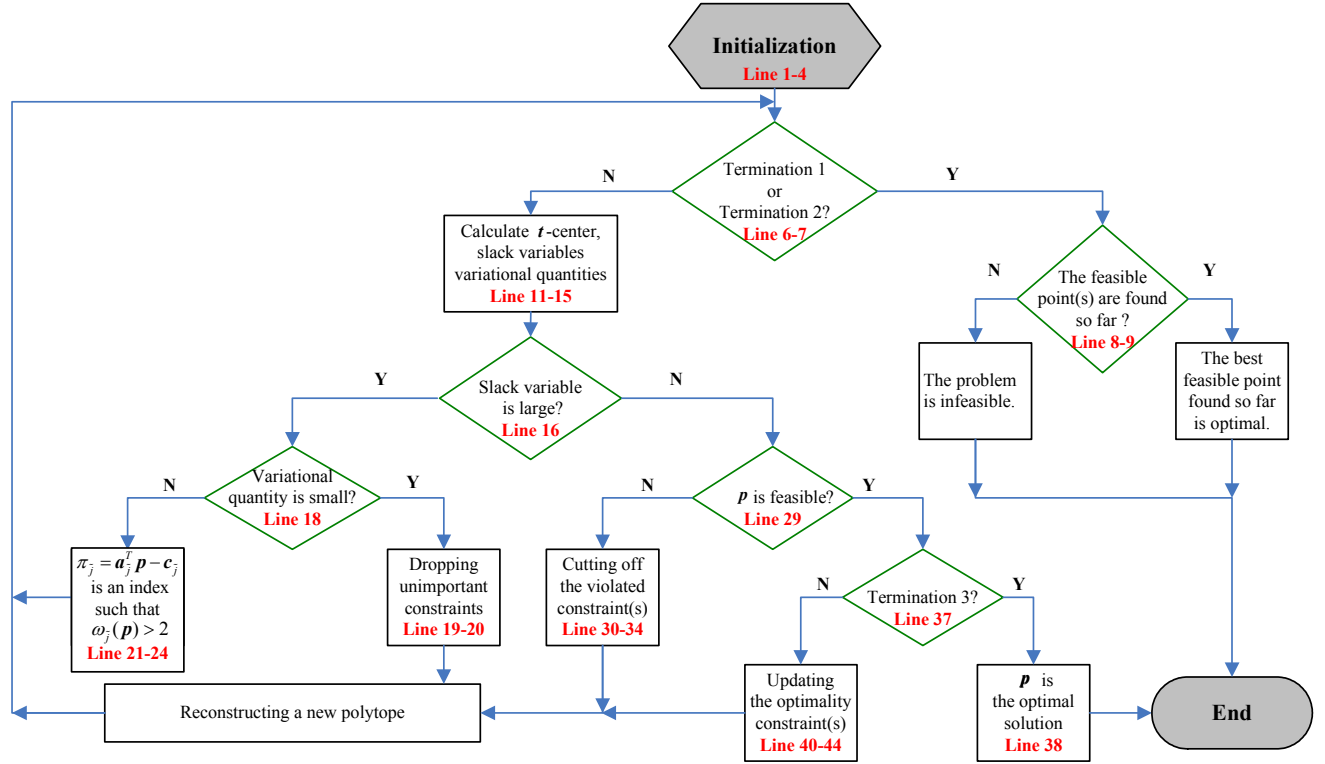 Initialization
Line 1-4
N
Termination 1
or
Termination 2?
Line 6-7
Y
Calculate t-center,
slack variables
variational quantities
Line 11-15
N
The feasible
point(s) are found
so far ?
Line 8-9
Y
Y
Slack variable
is large?
Line 16
N
The problem
is infeasible.
The best
feasible point
found so far
is optimal.
N
Variational
quantity is small?
Line 18
Y
N
p is feasible?
Line 29
Y
π_j̄ = a_j̄^T p − c_j̄
is an index
such that
ω_j̄(p) > 2
Line 21-24
Dropping
unimportant
constraints
Line 19-20
Cutting off
the violated
constraint(s)
Line 30-34
N
Termination 3?
Line 37
Y
Reconstructing a new polytope
Updating
the optimality
constraint(s)
Line 40-44
p is
the optimal
solution
Line 38
End